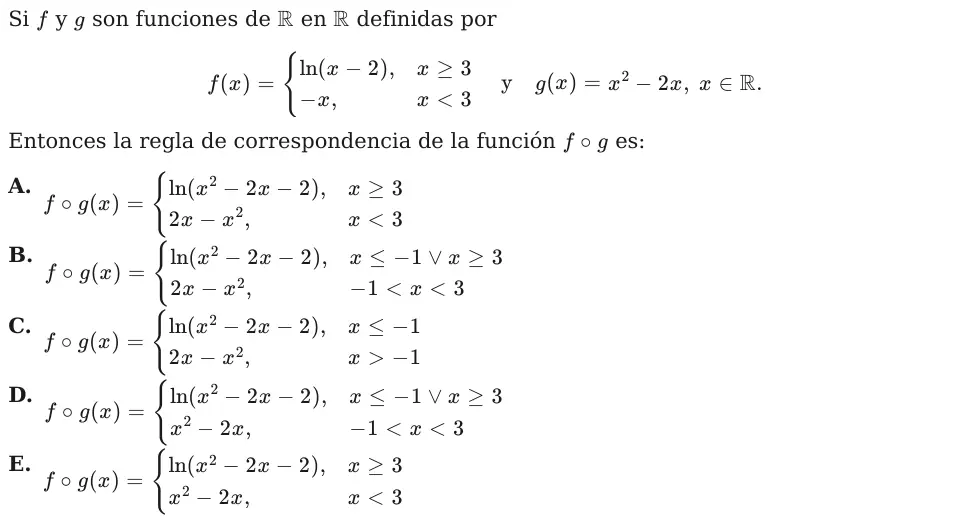 Si f y g son funciones de ℝ en ℝ definidas por
f(x) = { ln(x − 2), x ≥ 3
−x, x < 3 y g(x) = x² − 2x, x ∈ ℝ.
Entonces la regla de correspondencia de la función f ∘ g es:
A. f ∘ g(x) = { ln(x² − 2x − 2), x ≥ 3
2x − x², x < 3
B. f ∘ g(x) = { ln(x² − 2x − 2), x ≤ −1 ∨ x ≥ 3
2x − x², −1 < x < 3
C. f ∘ g(x) = { ln(x² − 2x − 2), x ≤ −1
2x − x², x > −1
D. f ∘ g(x) = { ln(x² − 2x − 2), x ≤ −1 ∨ x ≥ 3
x² − 2x, −1 < x < 3
E. f ∘ g(x) = { ln(x² − 2x − 2), x ≥ 3
x² − 2x, x < 3